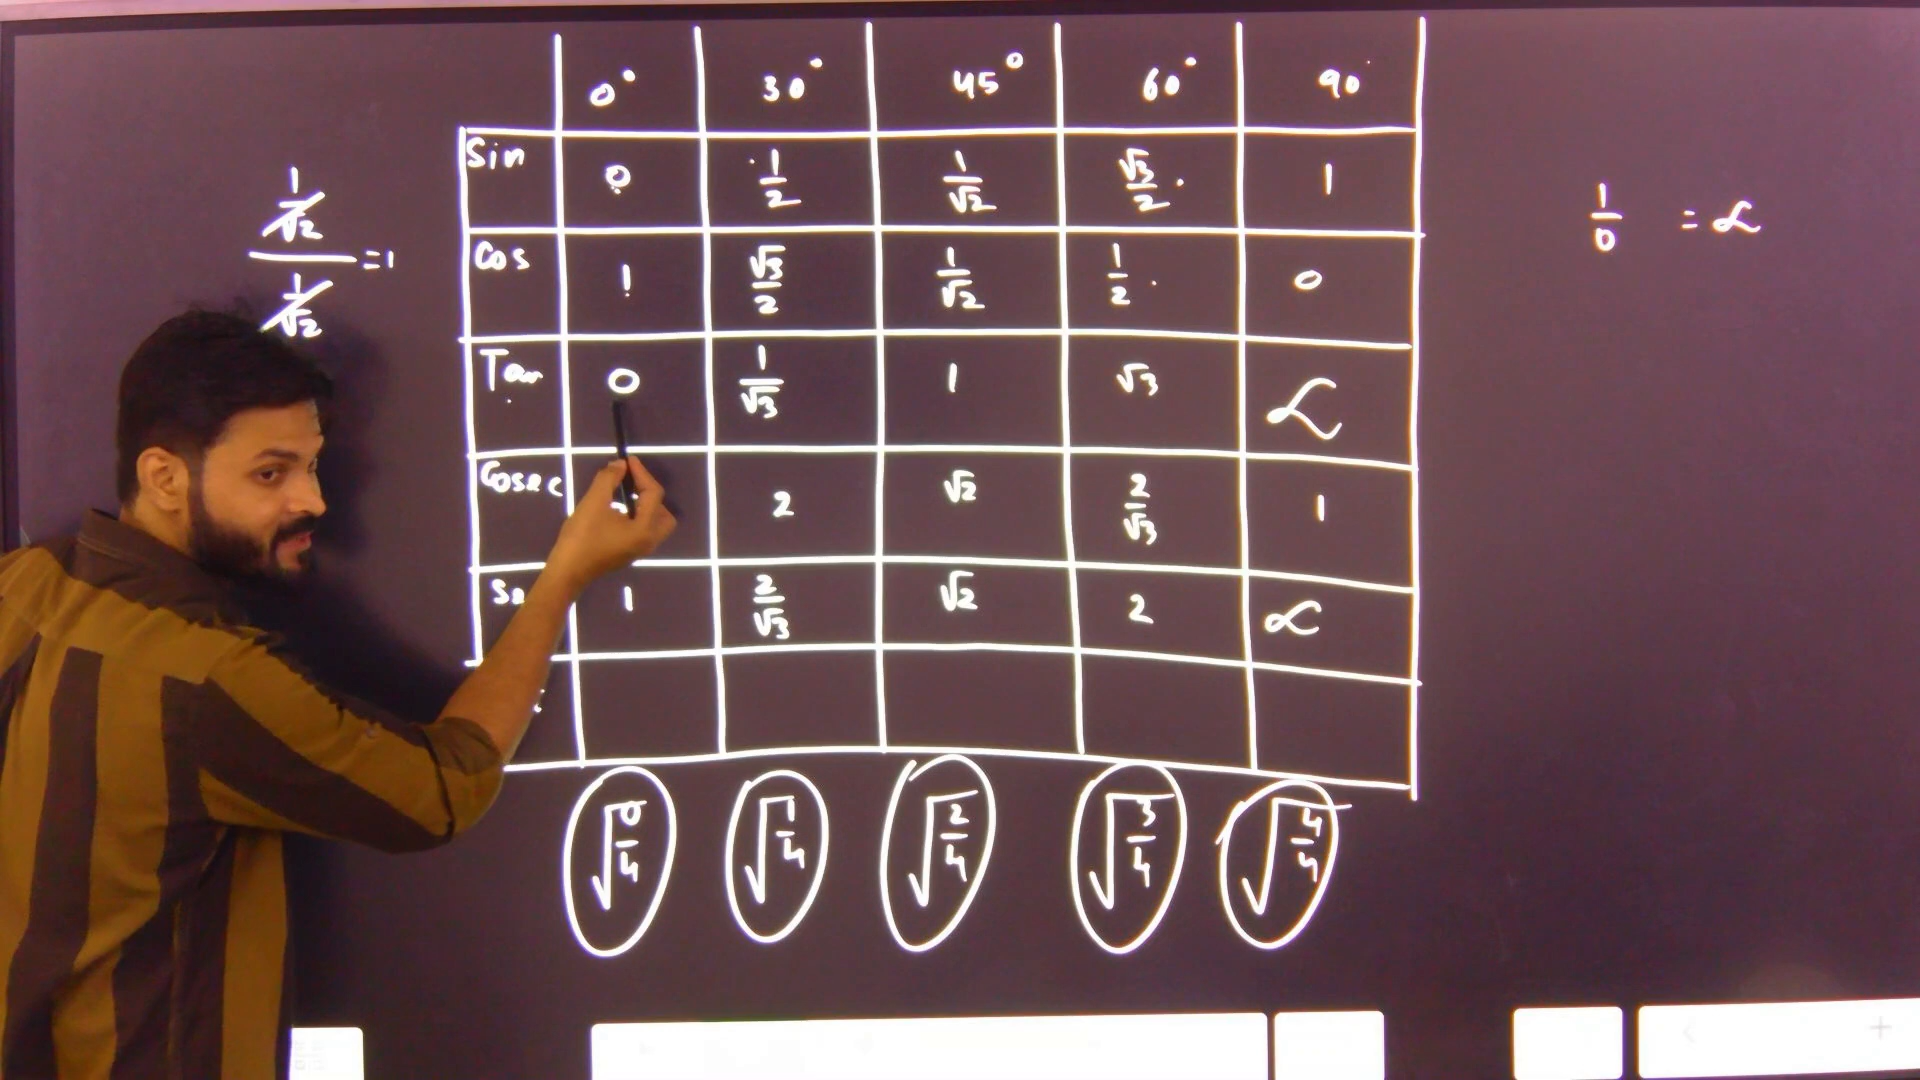 0° 30° 45° 60° 90
Sin 0 1/2 1/√2 √3/2 1
Cos 1 √3/2 1/√2 1/2 0
Tan 0 1/√3 1 √3 ∝
Cosec 2 √2 2/√3 1
1 2/√3 √2 2 ∝
√0/4 √1/4 √2/4 √3/4 √4/4
1/√2 / 1/√2 = 1
1/0 = ∝